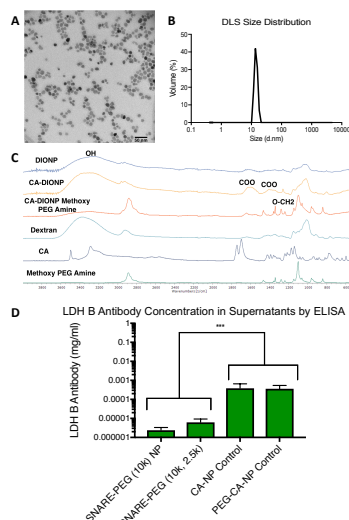 A
B
DLS Size Distribution
50
40
30
20
10
0
Volume (%)
0.1
1
10
100
1000
10000
Size (d.nm)
C
OH
DIONP
CA-DIONP
COO
COO
CA-DIONP Methoxy
PEG Amine
O-CH2
Dextran
CA
Methoxy PEG Amine
D
LDH B Antibody Concentration in Supernatants by ELISA
LDH B Antibody (mg/ml)
1
0.1
0.01
0.001
0.0001
0.00001
0.000001
***
SNARE-PEG (10k) NP
SNARE-PEG (10k, 2.5k)
CA-NP Control
PEG-CA-NP Control